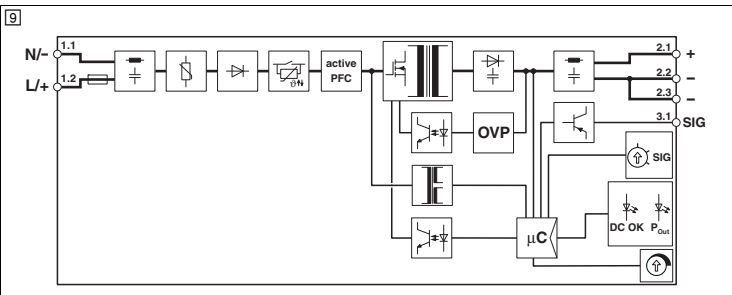 9
N/-
1.1
L/+
1.2
active
PFC
2.1
+
2.2
-
2.3
-
3.1
SIG
OVP
ϑ
SIG
µC
DC OK
POut